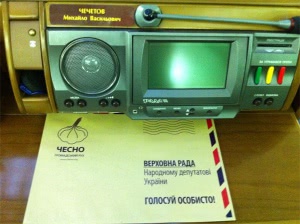 ЧЕЧЕТОВ
Михайло Васильович
ЧЕСНО
ВЕРХОВНА РАДА
Народному депутатові
України
ГОЛОСУЙ ОСОБИСТО!